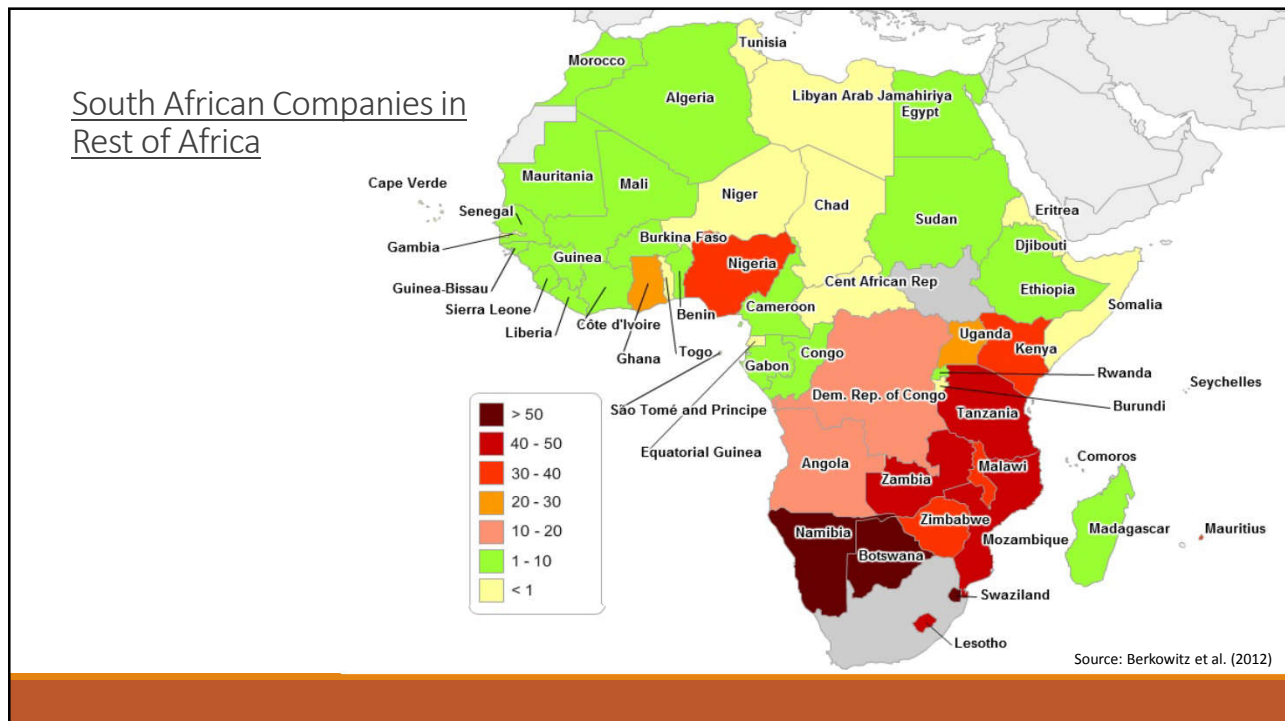 South African Companies in
Rest of Africa
Tunisia
Morocco
Algeria
Libyan Arab Jamahiriya
Egypt
Mauritania
Mali
Niger
Chad
Sudan
Eritrea
Cape Verde
Senegal
Gambia
Guinea
Burkina Faso
Nigeria
Djibouti
Ethiopia
Cent African Rep
Somalia
Guinea-Bissau
Sierra Leone
Liberia
Côte d'Ivoire
Ghana
Togo
Benin
Cameroon
Gabon
Congo
Uganda
Kenya
Rwanda
Seychelles
Burundi
Dem. Rep. of Congo
Tanzania
São Tomé and Principe
Equatorial Guinea
> 50
40 - 50
30 - 40
20 - 30
10 - 20
1 - 10
< 1
Angola
Zambia
Malawi
Comoros
Namibia
Botswana
Zimbabwe
Mozambique
Madagascar
Mauritius
Swaziland
Lesotho
Source: Berkowitz et al. (2012)